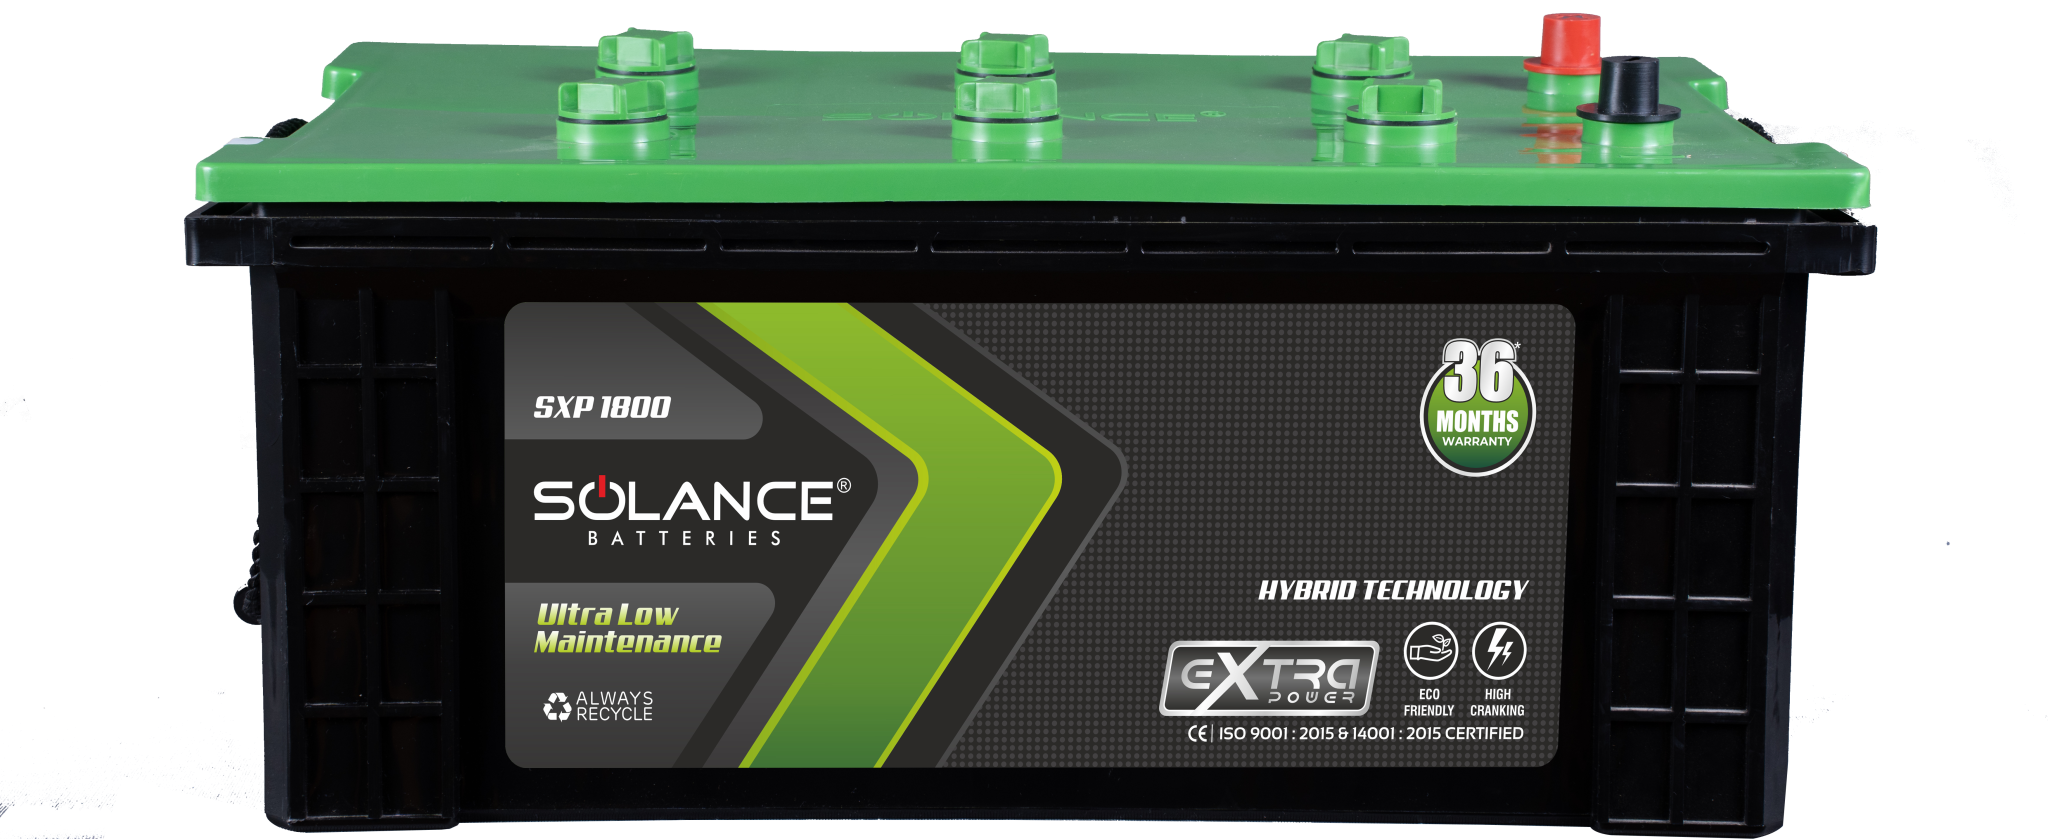 SOLANCE®
36*
MONTHS
WARRANTY
SXP 1800
SOLANCE®
BATTERIES
Ultra Low
Maintenance
ALWAYS
RECYCLE
HYBRID TECHNOLOGY
eXTRA
POWER
ECO
FRIENDLY
HIGH
CRANKING
CE | ISO 9001 : 2015 & 14001 : 2015 CERTIFIED